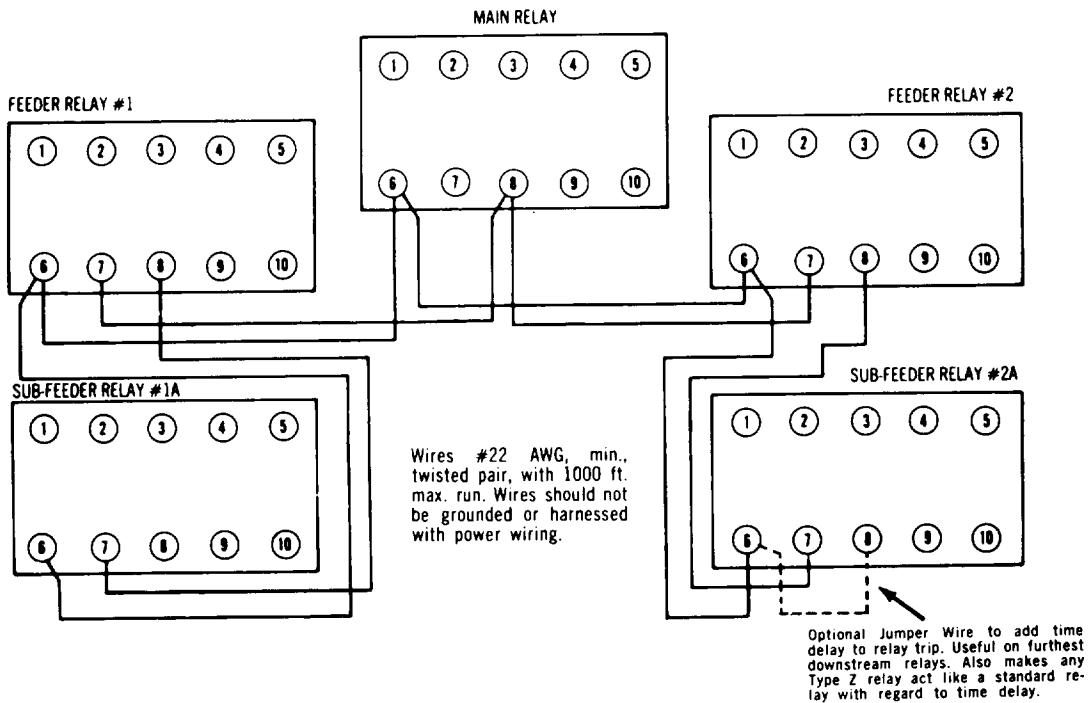 MAIN RELAY
1 2 3 4 5
6 7 8 9 10
FEEDER RELAY #1
1 2 3 4 5
6 7 8 9 10
FEEDER RELAY #2
1 2 3 4 5
6 7 8 9 10
SUB-FEEDER RELAY #1A
1 2 3 4 5
6 7 8 9 10
Wires #22 AWG, min.,
twisted pair, with 1000 ft.
max. run. Wires should not
be grounded or harnessed
with power wiring.
SUB-FEEDER RELAY #2A
1 2 3 4 5
6 7 8 9 10
Optional Jumper Wire to add time
delay to relay trip. Useful on furthest
downstream relays. Also makes any
Type Z relay act like a standard re-
lay with regard to time delay.